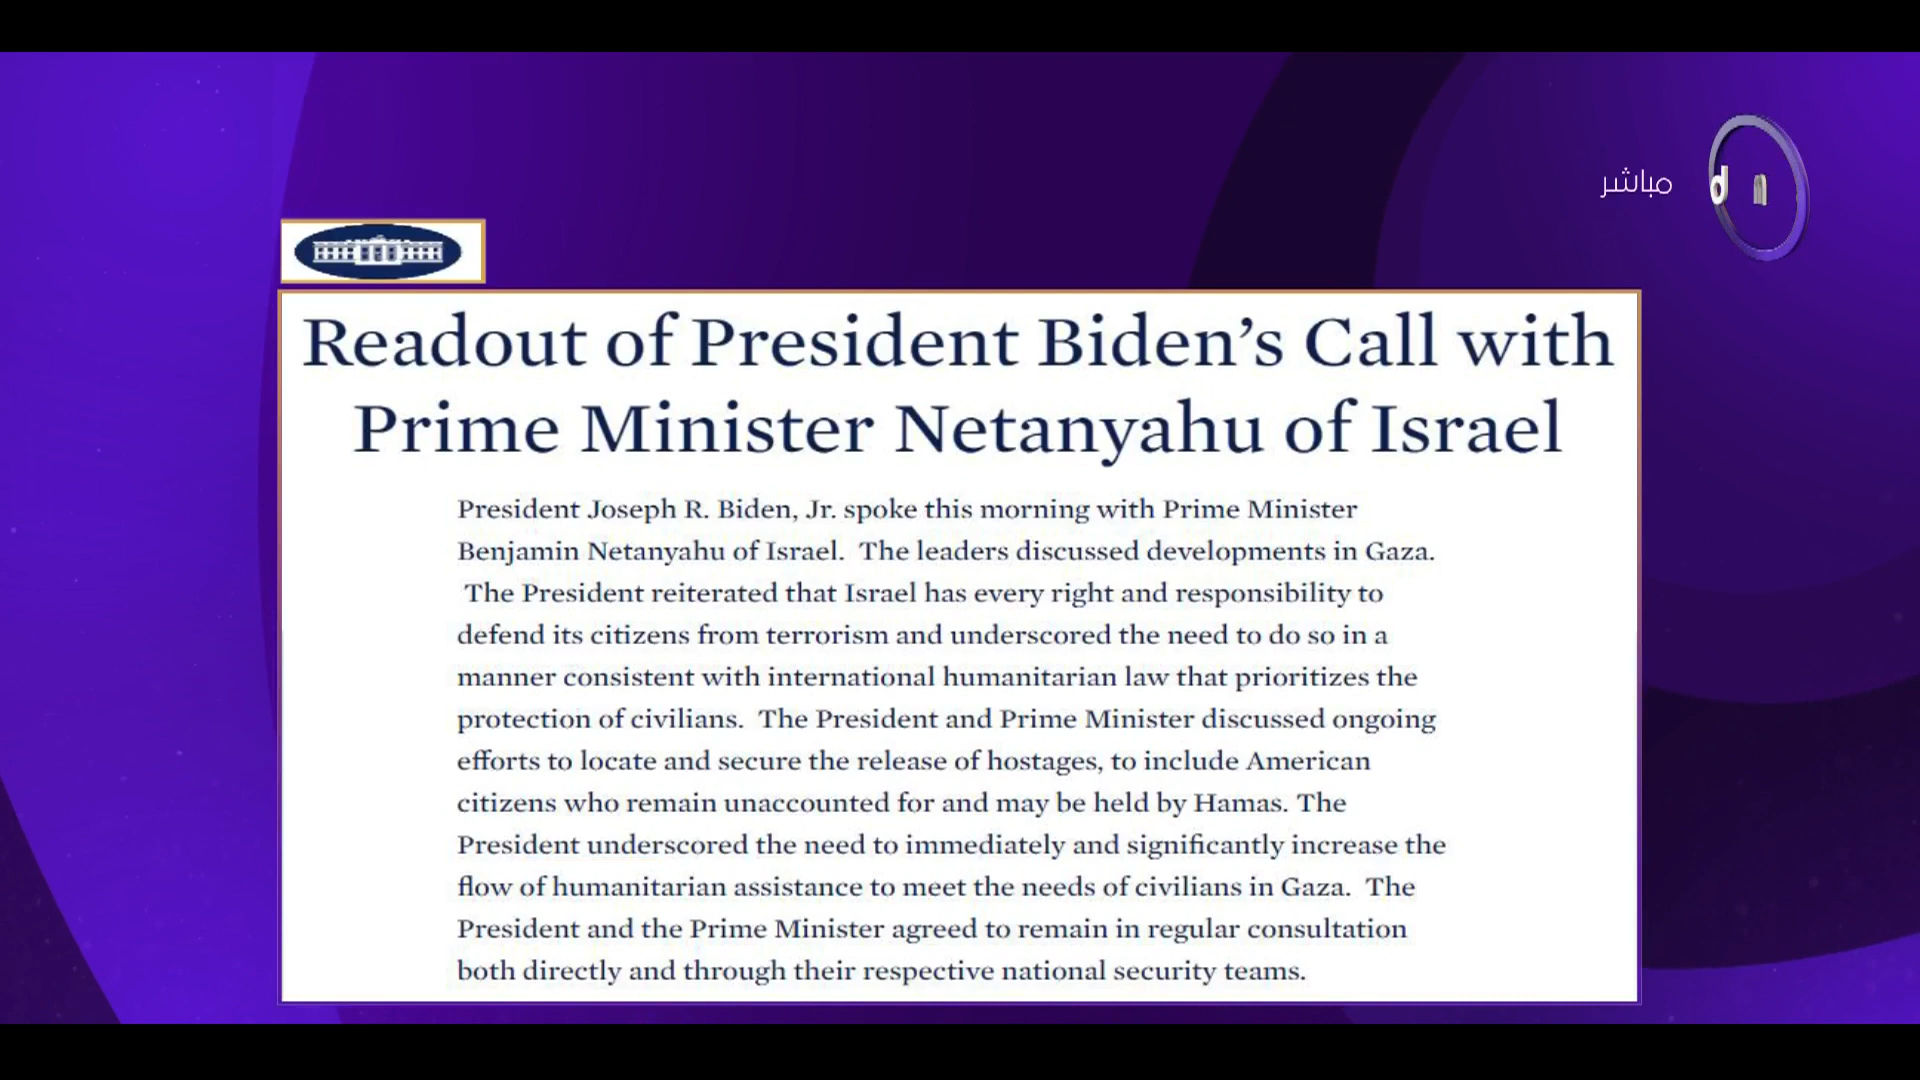 مباشر
dn
Readout of President Biden’s Call with
Prime Minister Netanyahu of Israel
President Joseph R. Biden, Jr. spoke this morning with Prime Minister
Benjamin Netanyahu of Israel.  The leaders discussed developments in Gaza.
The President reiterated that Israel has every right and responsibility to
defend its citizens from terrorism and underscored the need to do so in a
manner consistent with international humanitarian law that prioritizes the
protection of civilians.  The President and Prime Minister discussed ongoing
efforts to locate and secure the release of hostages, to include American
citizens who remain unaccounted for and may be held by Hamas. The
President underscored the need to immediately and significantly increase the
flow of humanitarian assistance to meet the needs of civilians in Gaza.  The
President and the Prime Minister agreed to remain in regular consultation
both directly and through their respective national security teams.